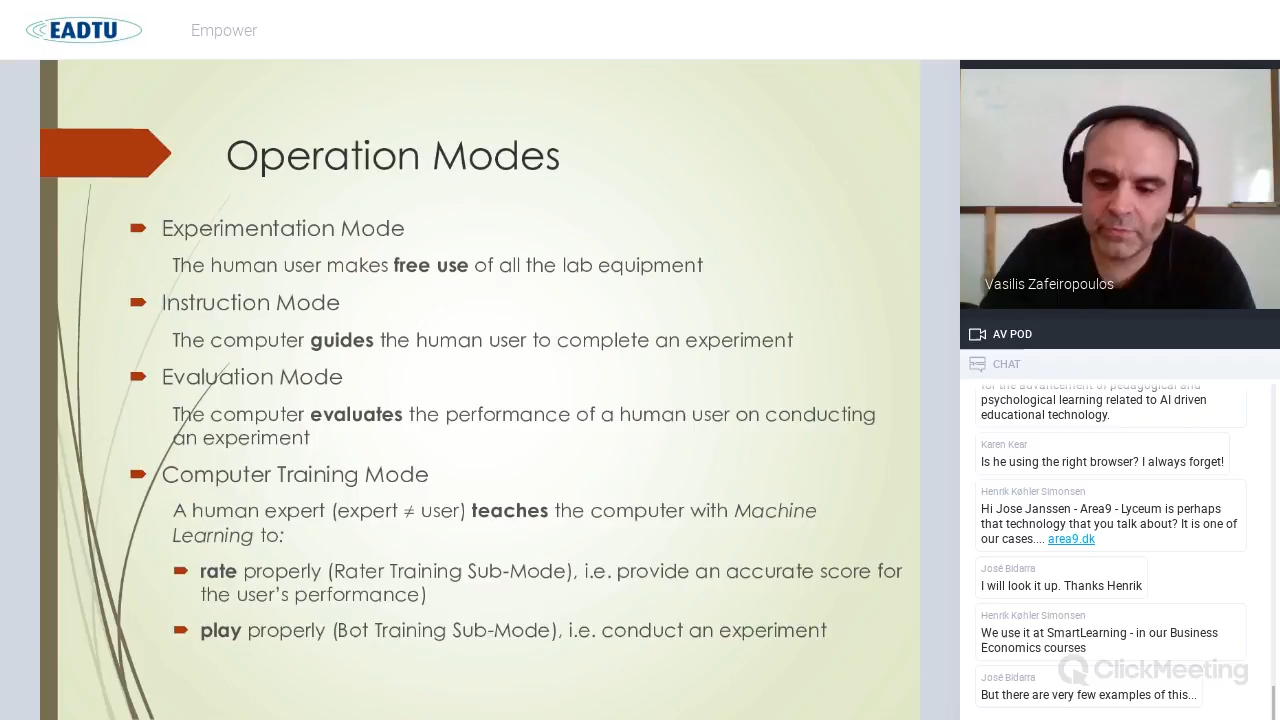 EADTU
Empower
Operation Modes
Experimentation Mode
The human user makes free use of all the lab equipment
Instruction Mode
The computer guides the human user to complete an experiment
Evaluation Mode
The computer evaluates the performance of a human user on conducting
an experiment
Computer Training Mode
A human expert (expert ≠ user) teaches the computer with Machine
Learning to:
rate properly (Rater Training Sub-Mode), i.e. provide an accurate score for
the user's performance)
play properly (Bot Training Sub-Mode), i.e. conduct an experiment
Vasilis Zafeiropoulos
AV POD
CHAT
for the advancement of pedagogical and
psychological learning related to AI driven
educational technology.
Karen Kear
Is he using the right browser? I always forget!
Henrik Køhler Simonsen
Hi Jose Janssen - Area9 - Lyceum is perhaps
that technology that you talk about? It is one of
our cases.... area9.dk
José Bidarra
I will look it up. Thanks Henrik
Henrik Køhler Simonsen
We use it at SmartLearning - in our Business
Economics courses
ClickMeeting
José Bidarra
But there are very few examples of this...